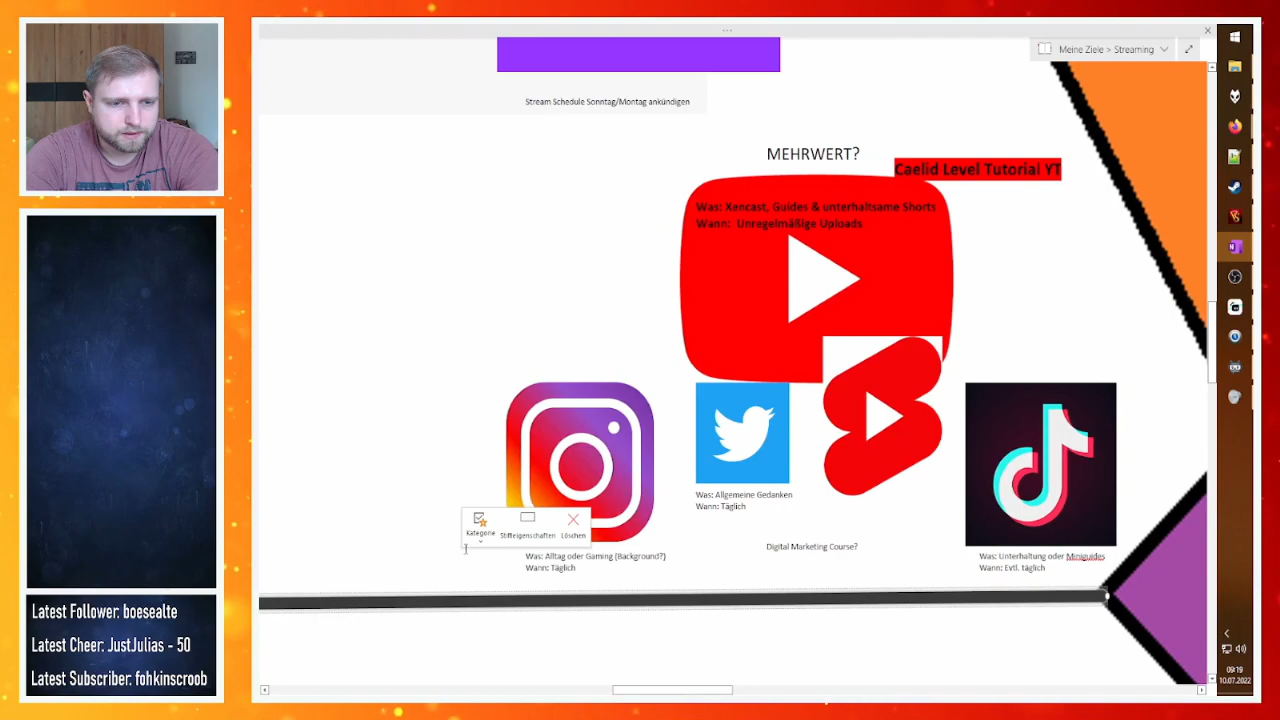 Meine Ziele > Streaming
Stream Schedule Sonntag/Montag ankündigen
MEHRWERT?
Caelid Level Tutorial YT
Was: Xencast, Guides & unterhaltsame Shorts
Wann: Unregelmäßige Uploads
Was: Allgemeine Gedanken
Wann: Täglich
Kategorie
Stifteigenschaften
Löschen
Digital Marketing Course?
Was: Alltag oder Gaming (Background?)
Wann: Täglich
Was: Unterhaltung oder Miniguides
Wann: Evtl. täglich
Latest Follower: boesealte
Latest Cheer: JustJulias - 50
Latest Subscriber: fohkinscroob
09:19
10.07.2022